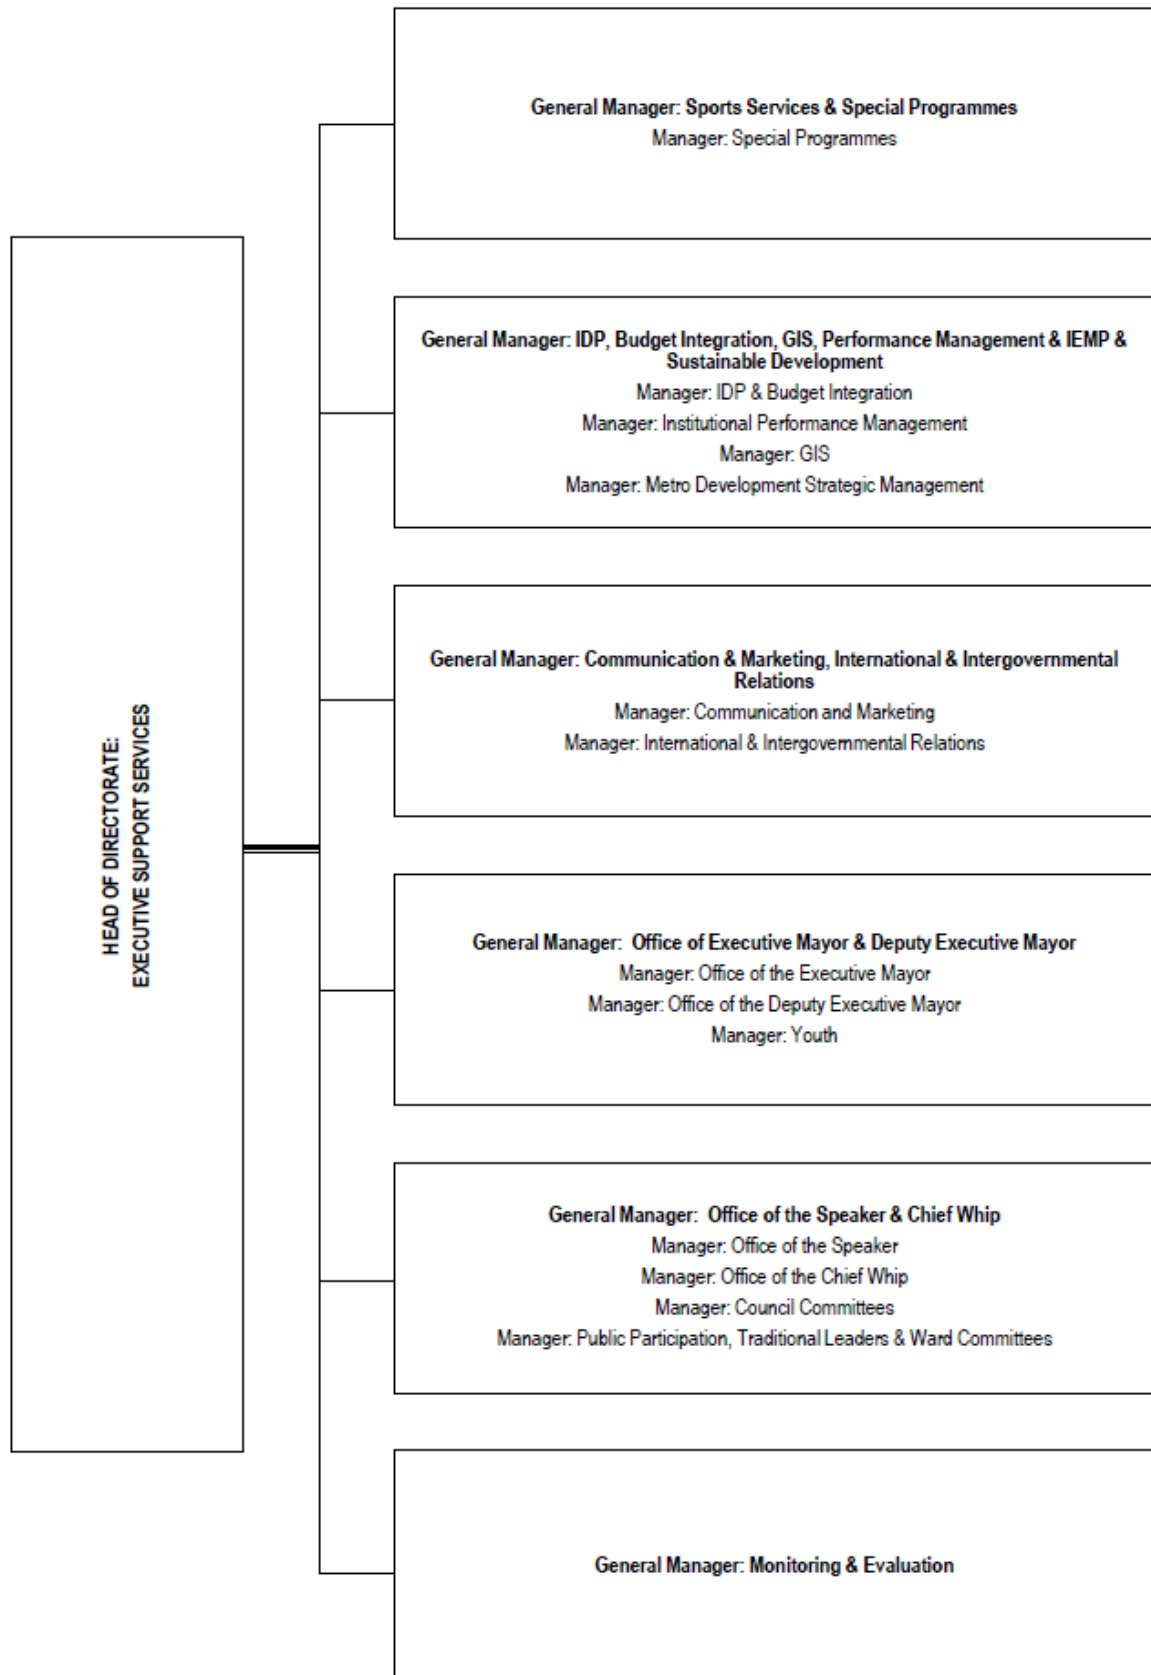 HEAD OF DIRECTORATE:
EXECUTIVE SUPPORT SERVICES
General Manager: Sports Services & Special Programmes
Manager: Special Programmes
General Manager: IDP, Budget Integration, GIS, Performance Management & IEMP &
Sustainable Development
Manager: IDP & Budget Integration
Manager: Institutional Performance Management
Manager: GIS
Manager: Metro Development Strategic Management
General Manager: Communication & Marketing, International & Intergovernmental
Relations
Manager: Communication and Marketing
Manager: International & Intergovernmental Relations
General Manager: Office of Executive Mayor & Deputy Executive Mayor
Manager: Office of the Executive Mayor
Manager: Office of the Deputy Executive Mayor
Manager: Youth
General Manager: Office of the Speaker & Chief Whip
Manager: Office of the Speaker
Manager: Office of the Chief Whip
Manager: Council Committees
Manager: Public Participation, Traditional Leaders & Ward Committees
General Manager: Monitoring & Evaluation